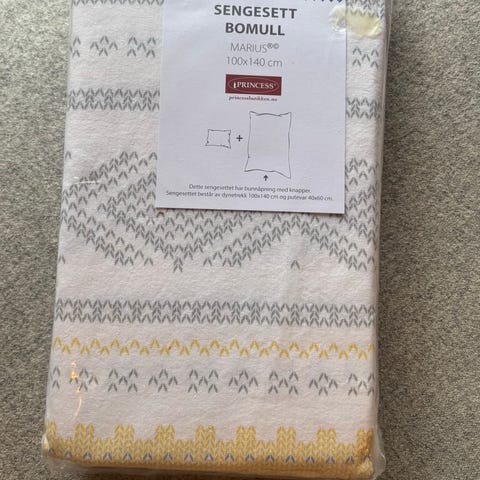 SENGESETT
BOMULL
MARIUS®©
100x140 cm
PRINCESS®
princessbutikken.no
+
Dette sengesettet har bunnåpning med knapper.
Sengesettet består av dynetrekk 100x140 cm og putevar 40x60 cm.